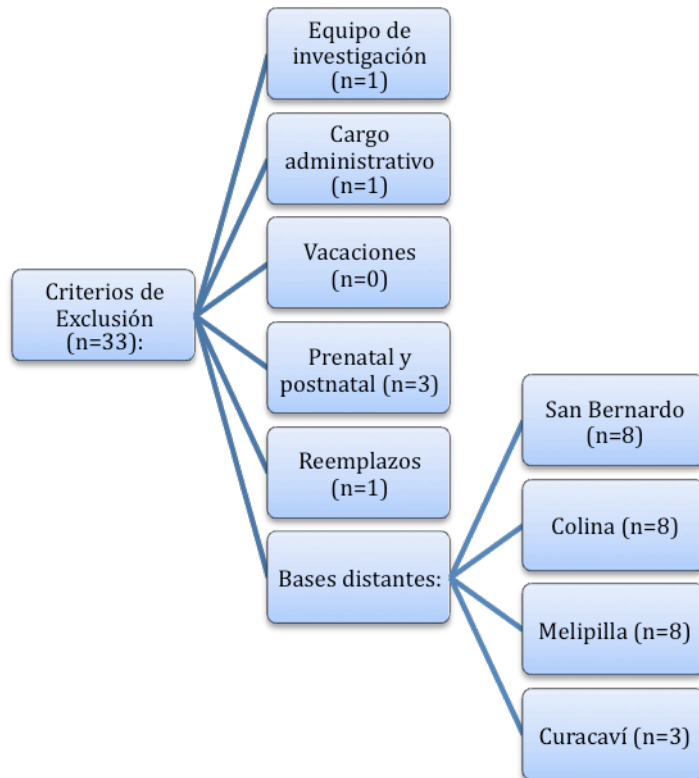 Criterios de
Exclusión
(n=33):
Equipo de
investigación
(n=1)
Cargo
administrativo
(n=1)
Vacaciones
(n=0)
Prenatal y
postnatal (n=3)
Reemplazos
(n=1)
Bases distantes:
San Bernardo
(n=8)
Colina (n=8)
Melipilla (n=8)
Curacaví (n=3)